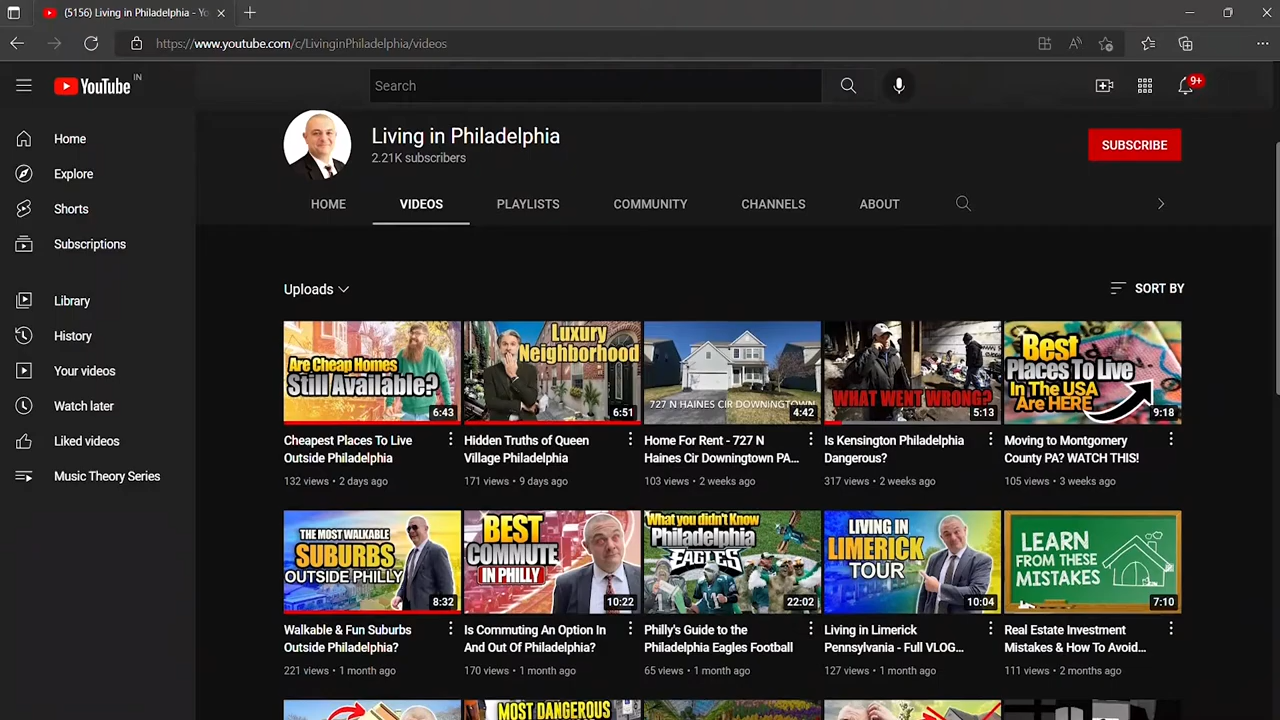 (5156) Living in Philadelphia - Yo
https://www.youtube.com/c/LivinginPhiladelphia/videos
YouTube IN
Search
9+
Home
Explore
Shorts
Subscriptions
Library
History
Your videos
Watch later
Liked videos
Music Theory Series
Living in Philadelphia
2.21K subscribers
SUBSCRIBE
HOME
VIDEOS
PLAYLISTS
COMMUNITY
CHANNELS
ABOUT
Uploads
SORT BY
Are Cheap Homes
Still Available?
6:43
Cheapest Places To Live
Outside Philadelphia
132 views • 2 days ago
Luxury
Neighborhood
6:51
Hidden Truths of Queen
Village Philadelphia
171 views • 9 days ago
727 N HAINES CIR DOWNINGTOWN
4:42
Home For Rent - 727 N
Haines Cir Downingtown PA...
103 views • 2 weeks ago
WHAT WENT WRONG?
5:13
Is Kensington Philadelphia
Dangerous?
317 views • 2 weeks ago
Best
Places To Live
In The USA
Are HERE
9:18
Moving to Montgomery
County PA? WATCH THIS!
105 views • 3 weeks ago
THE MOST WALKABLE
SUBURBS
OUTSIDE PHILLY
8:32
Walkable & Fun Suburbs
Outside Philadelphia?
221 views • 1 month ago
BEST
COMMUTE
IN PHILLY
10:22
Is Commuting An Option In
And Out Of Philadelphia?
170 views • 1 month ago
What you didn't Know
Philadelphia
EAGLES
11
22:02
Philly's Guide to the
Philadelphia Eagles Football
65 views • 1 month ago
LIVING IN
LIMERICK
TOUR
10:04
Living in Limerick
Pennsylvania - Full VLOG...
127 views • 1 month ago
LEARN
FROM THESE
MISTAKES
7:10
Real Estate Investment
Mistakes & How To Avoid...
111 views • 2 months ago
MOST DANGEROUS